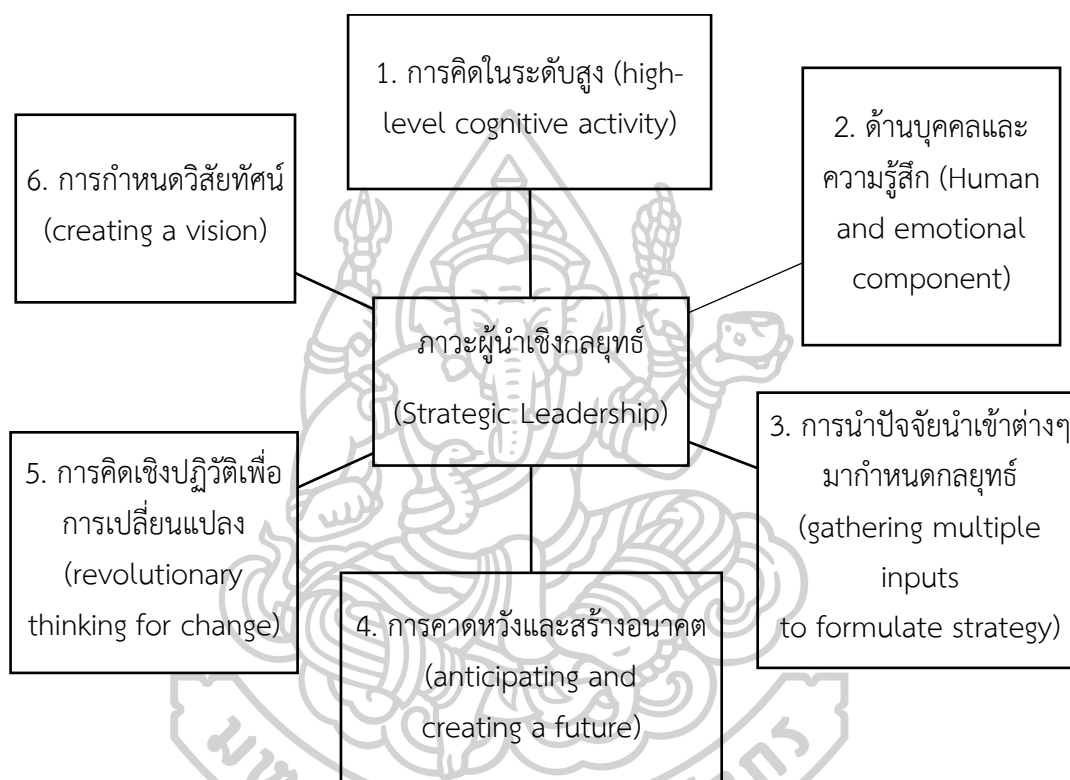 1. การคิดในระดับสูง (high-
level cognitive activity)
2. ด้านบุคคลและ
ความรู้สึก (Human
and emotional
component)
6. การกำหนดวิสัยทัศน์
(creating a vision)
ภาวะผู้นำเชิงกลยุทธ์
(Strategic Leadership)
3. การนำปัจจัยนำเข้าต่างๆ
มากำหนดกลยุทธ์
(gathering multiple
inputs
to formulate strategy)
5. การคิดเชิงปฏิวัติเพื่อ
การเปลี่ยนแปลง
(revolutionary
thinking for change)
4. การคาดหวังและสร้างอนาคต
(anticipating and
creating a future)